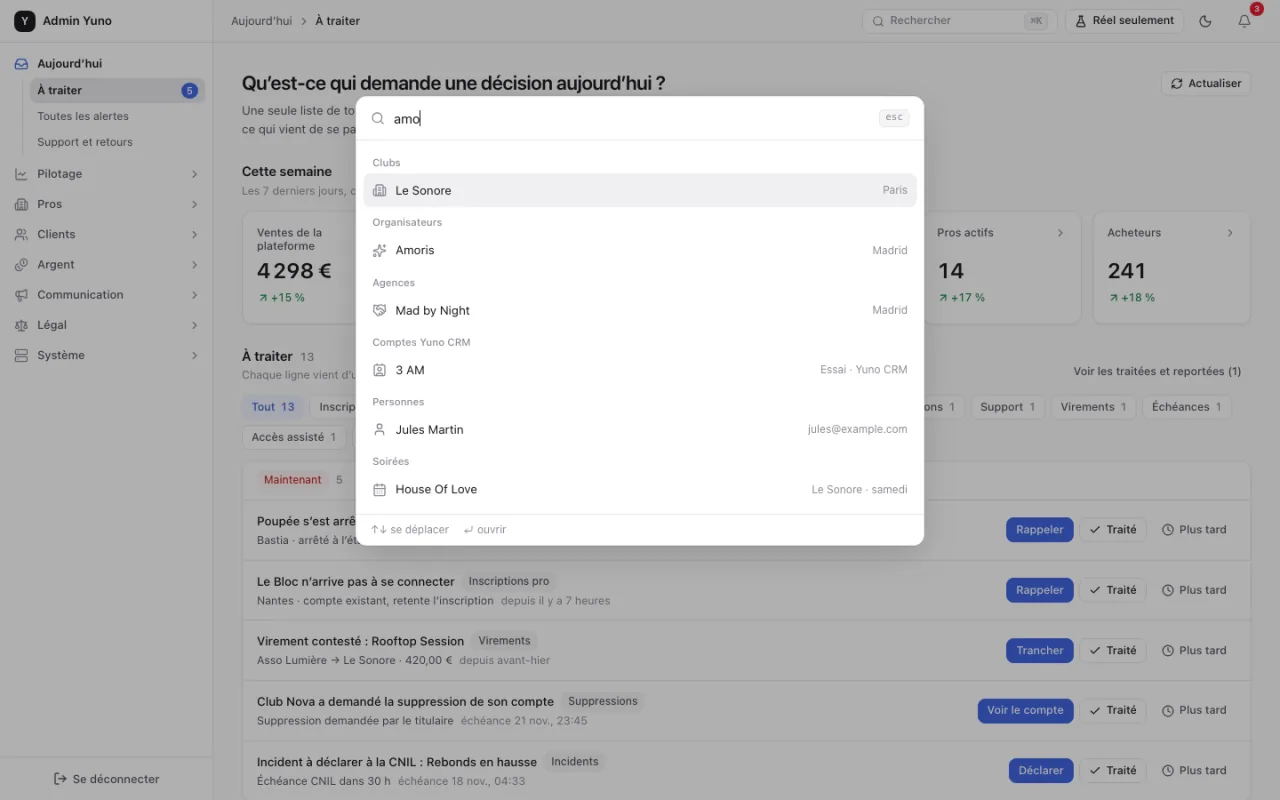 Y Admin Yuno
Aujourd’hui > À traiter
Rechercher ⌘K
Réel seulement
3
Aujourd’hui
À traiter 5
Toutes les alertes
Support et retours
Pilotage
Pros
Clients
Argent
Communication
Légal
Système
Se déconnecter
Qu’est-ce qui demande une décision aujourd’hui ?
Actualiser
Une seule liste de to
ce qui vient de se pa
Cette semaine
Les 7 derniers jours, c
Ventes de la
plateforme
4 298 €
+15 %
Pros actifs
14
+17 %
Acheteurs
241
+18 %
amo esc
Clubs
Le Sonore Paris
Organisateurs
Amoris Madrid
Agences
Mad by Night Madrid
Comptes Yuno CRM
3 AM Essai · Yuno CRM
Personnes
Jules Martin jules@example.com
Soirées
House Of Love Le Sonore · samedi
↑↓ se déplacer ↵ ouvrir
À traiter 13
Chaque ligne vient d’u
Voir les traitées et reportées (1)
Tout 13 Inscrip ons 1 Support 1 Virements 1 Échéances 1
Accès assisté 1
Maintenant 5
Poupée s’est arrê
Bastia · arrêté à l’éta
Rappeler Traité Plus tard
Le Bloc n’arrive pas à se connecter Inscriptions pro
Nantes · compte existant, retente l’inscription depuis il y a 7 heures
Rappeler Traité Plus tard
Virement contesté : Rooftop Session Virements
Asso Lumière → Le Sonore · 420,00 € depuis avant-hier
Trancher Traité Plus tard
Club Nova a demandé la suppression de son compte Suppressions
Suppression demandée par le titulaire échéance 21 nov., 23:45
Voir le compte Traité Plus tard
Incident à déclarer à la CNIL : Rebonds en hausse Incidents
Échéance CNIL dans 30 h échéance 18 nov., 04:33
Déclarer Traité Plus tard